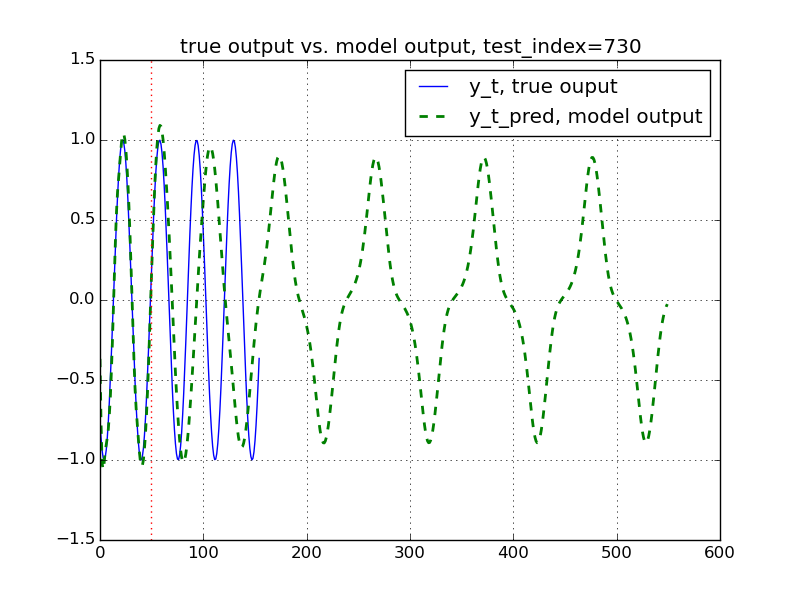 true output vs. model output, test_index=730
y_t, true ouput
y_t_pred, model output
1.5
1.0
0.5
0.0
−0.5
−1.0
−1.5
0 100 200 300 400 500 600